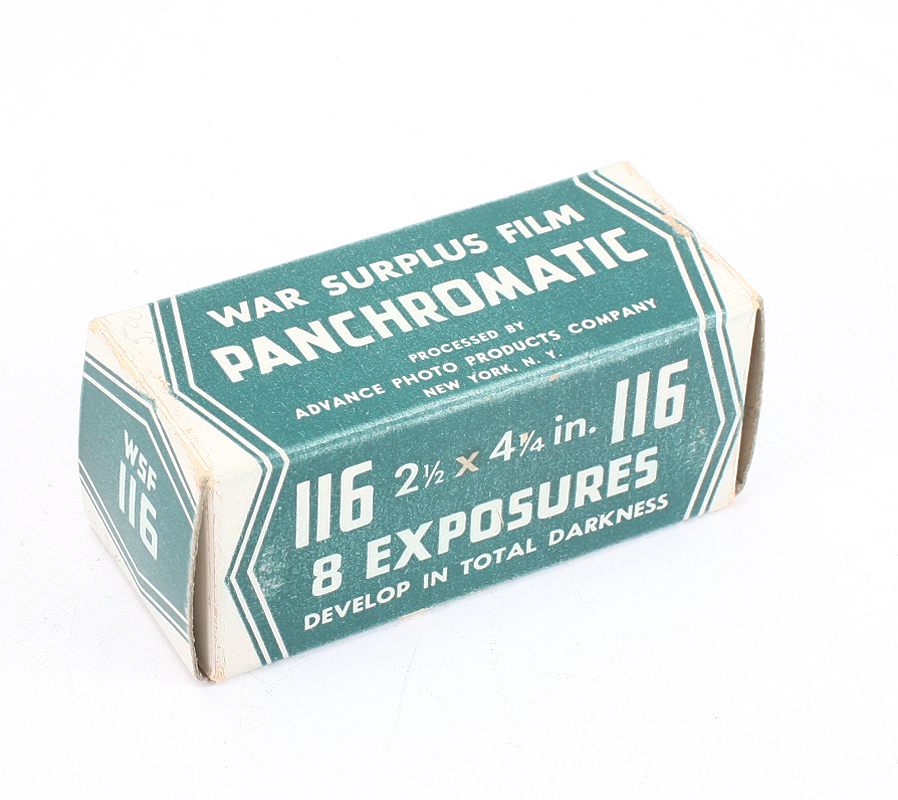 WAR SURPLUS FILM
PANCHROMATIC
PROCESSED BY
ADVANCE PHOTO PRODUCTS COMPANY
NEW YORK, N. Y.
116 2½ x 4¼ in. 116
8 EXPOSURES
DEVELOP IN TOTAL DARKNESS
WSF
116